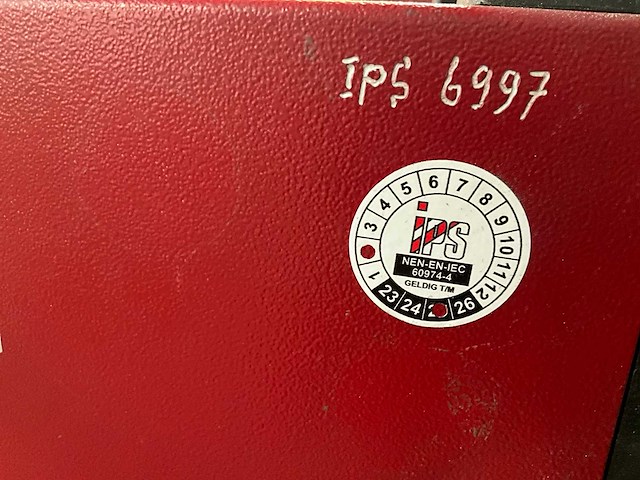 IPS 6997
3 4 5 6 7 8 9 10 11 12
iPS
NEN-EN-IEC
60974-4
GELDIG T/M
1 23 24 26